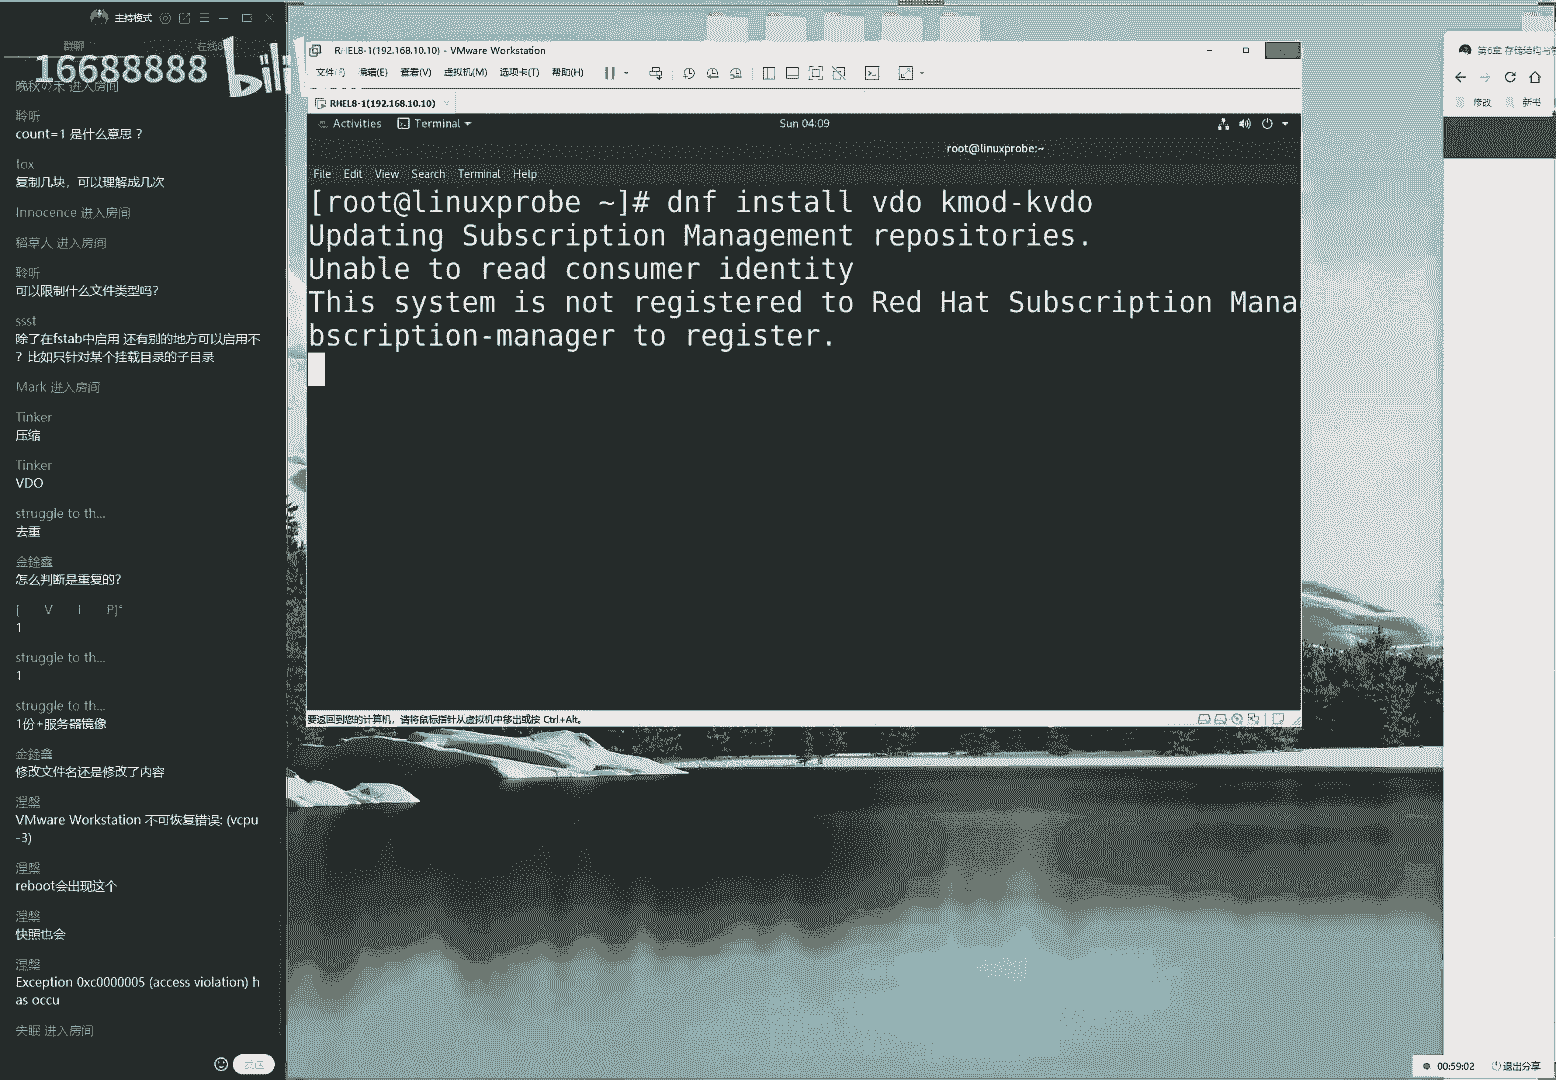 主持模式
群聊
16688888
bili
晚秋の末 进入房间
聆听
count=1 是什么意思？
fox
复制几块，可以理解成几次
Innocence 进入房间
稻草人 进入房间
聆听
可以限制什么文件类型吗？
ssst
除了在fstab中启用 还有别的地方可以启用不
？比如只针对某个挂载目录的子目录
Mark 进入房间
Tinker
压缩
Tinker
VDO
struggle to th...
去重
怎么判断是重复的？
1
struggle to th...
1
struggle to th...
1份+服务器镜像
修改文件名还是修改了内容
涅槃
VMware Workstation 不可恢复错误: (vcpu
-3)
涅槃
reboot会出现这个
涅槃
快照也会
涅槃
Exception 0xc0000005 (access violation) h
as occu
失眠 进入房间
发送
RHEL8-1(192.168.10.10) - VMware Workstation
文件(F) 编辑(E) 查看(V) 虚拟机(M) 选项卡(T) 帮助(H)
RHEL8-1(192.168.10.10)
Activities Terminal Sun 04:09
root@linuxprobe:~
File Edit View Search Terminal Help
[root@linuxprobe ~]# dnf install vdo kmod-kvdo
Updating Subscription Management repositories.
Unable to read consumer identity
This system is not registered to Red Hat Subscription Mana
bscription-manager to register.
要返回到您的计算机，请将鼠标指针从虚拟机中移出或按 Ctrl+Alt。
第6章 存储结构与
修改 新书
00:59:02 退出分享